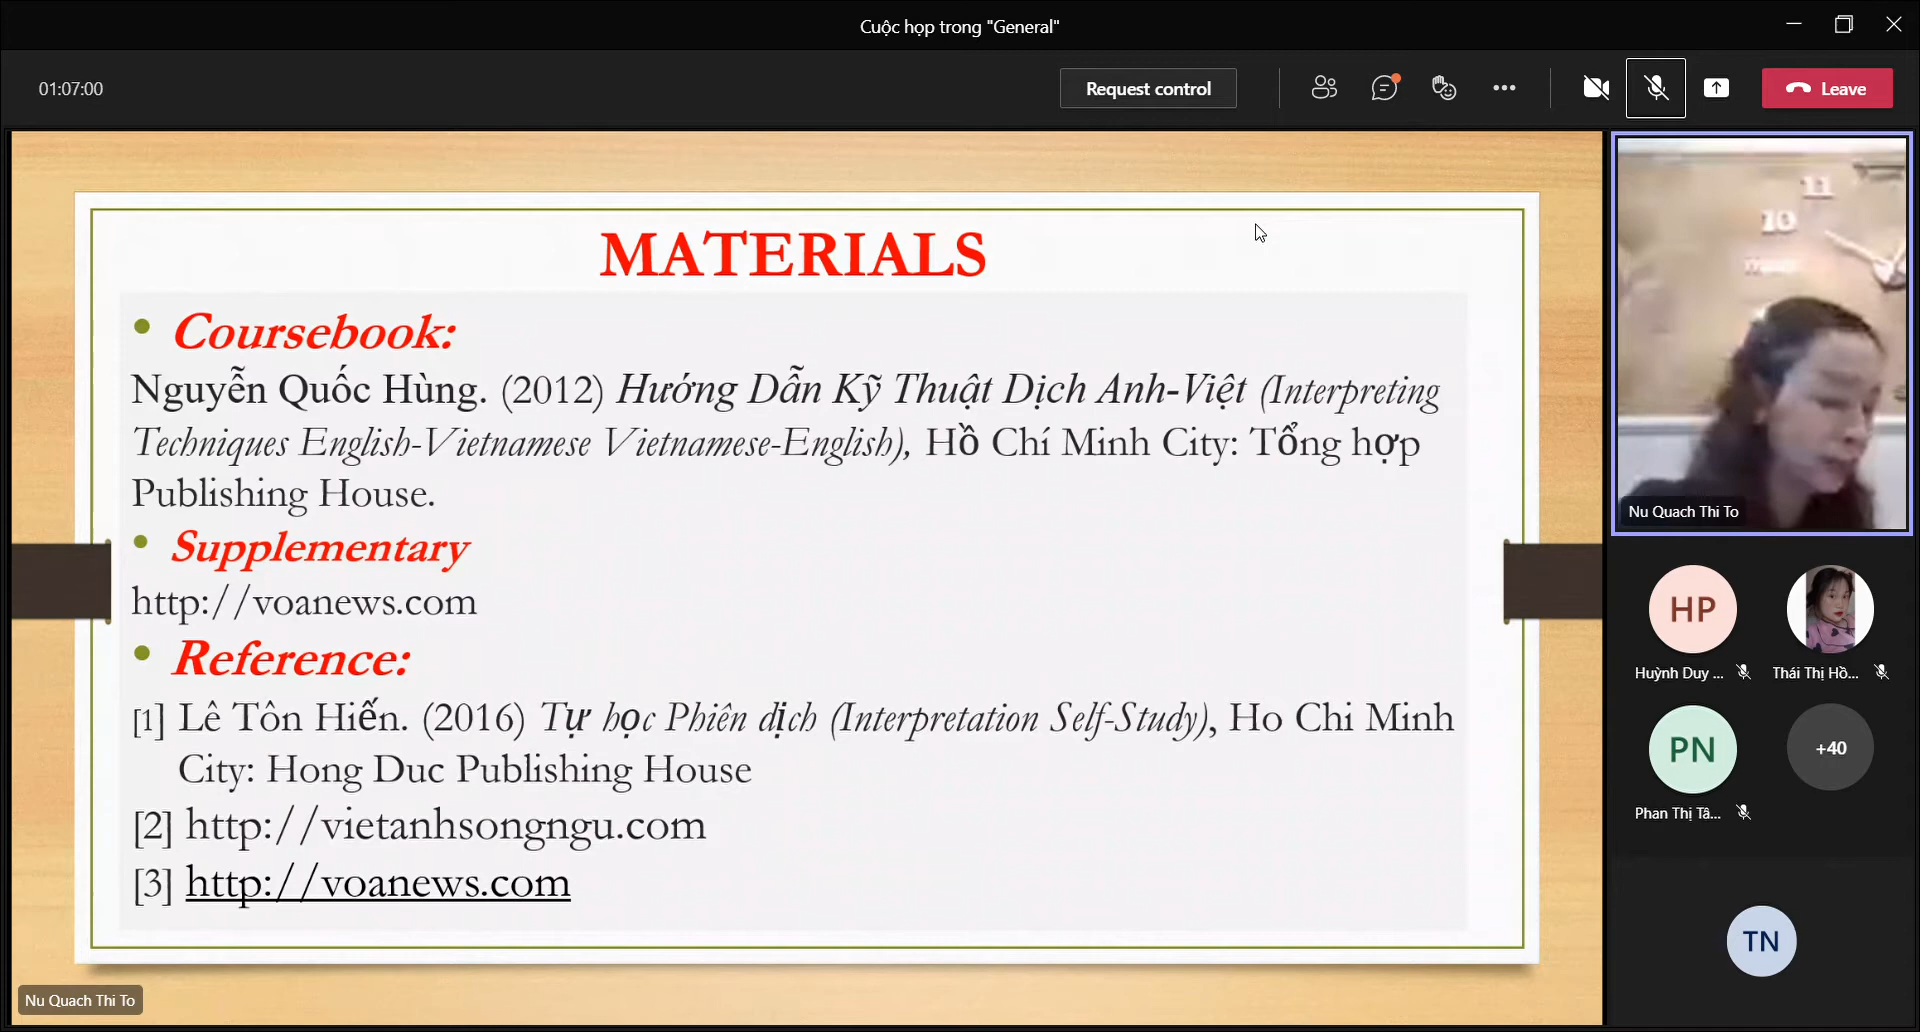 Cuộc họp trong "General"
01:07:00
Request control
Leave
MATERIALS
• Coursebook:
Nguyễn Quốc Hùng. (2012) Hướng Dẫn Kỹ Thuật Dịch Anh-Việt (Interpreting
Techniques English-Vietnamese Vietnamese-English), Hồ Chí Minh City: Tổng hợp
Publishing House.
• Supplementary
http://voanews.com
• Reference:
[1] Lê Tôn Hiến. (2016) Tự học Phiên dịch (Interpretation Self-Study), Ho Chi Minh
City: Hong Duc Publishing House
[2] http://vietanhsongngu.com
[3] http://voanews.com
Nu Quach Thi To
11
10
Nu Quach Thi To
HP
Huỳnh Duy ...
Thái Thị Hồ...
PN
Phan Thị Tâ...
+40
TN